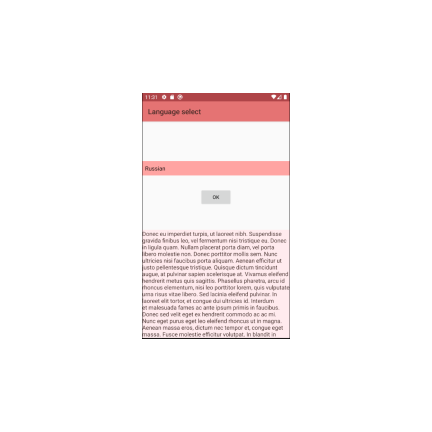 11:01
Language select
Russian
OK
Donec eu imperdiet turpis, ut laoreet nibh. Suspendisse
gravida finibus leo, vel fermentum nisi tristique eu. Donec
in ligula quam. Nullam placerat porta diam, vel porta
libero molestie non. Donec porttitor mollis sem. Nunc
ultricies nisi faucibus porta aliquam. Aenean efficitur ut
justo pellentesque tristique. Quisque dictum tincidunt
augue, at pulvinar sapien scelerisque at. Vivamus eleifend
hendrerit metus quis sagittis. Phasellus pharetra, arcu id
rhoncus elementum, nisi leo porttitor lorem, quis vulputate
urna risus vitae libero. Sed lacinia eleifend pulvinar. In
laoreet elit tortor, et congue dui ultricies id. Interdum
et malesuada fames ac ante ipsum primis in faucibus.
Donec sed velit eget ex hendrerit commodo ac ac mi.
Nunc eget purus eget leo eleifend rhoncus ut in magna.
Aenean massa eros, dictum nec tempor et, congue eget
massa. Fusce molestie efficitur volutpat. In blandit in